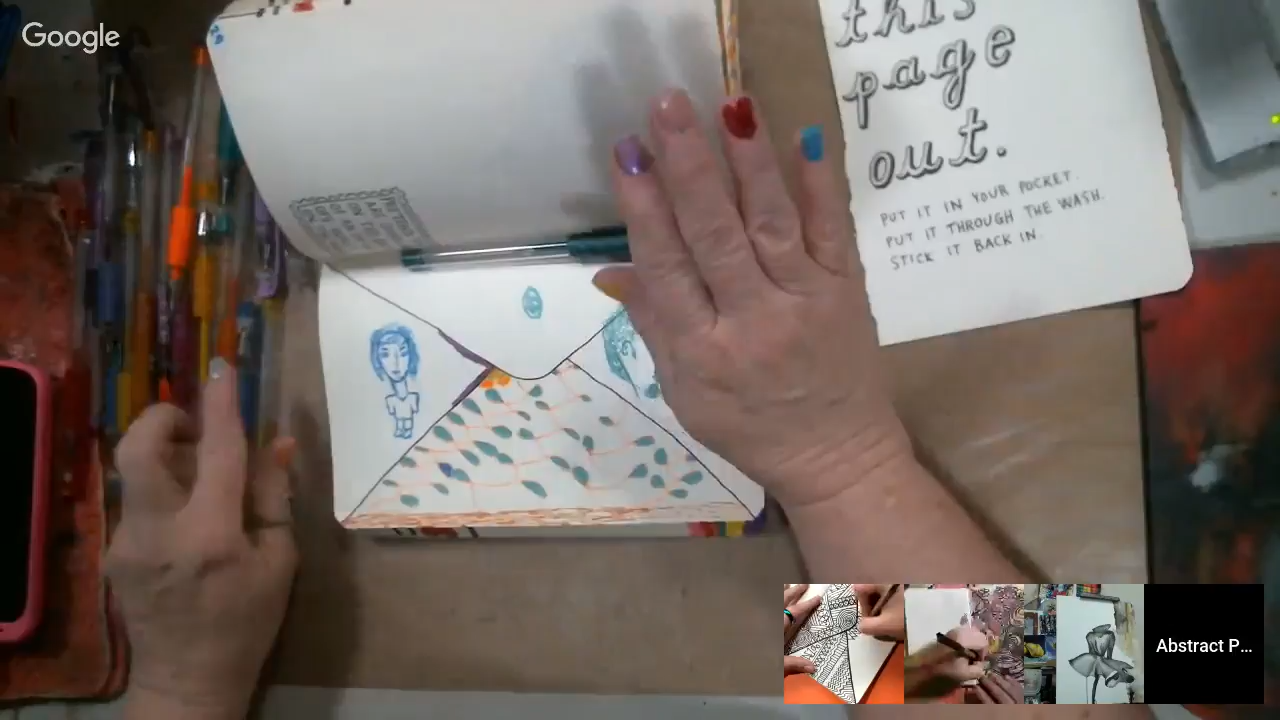 Google
this
page
out.
PUT IT IN YOUR POCKET.
PUT IT THROUGH THE WASH.
STICK IT BACK IN.
Abstract P...